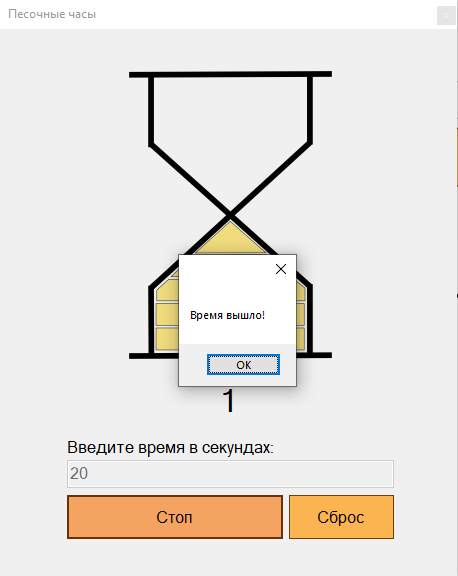 Песочные часы
Время вышло!
OK
1
Введите время в секундах:
20
Стоп
Сброс